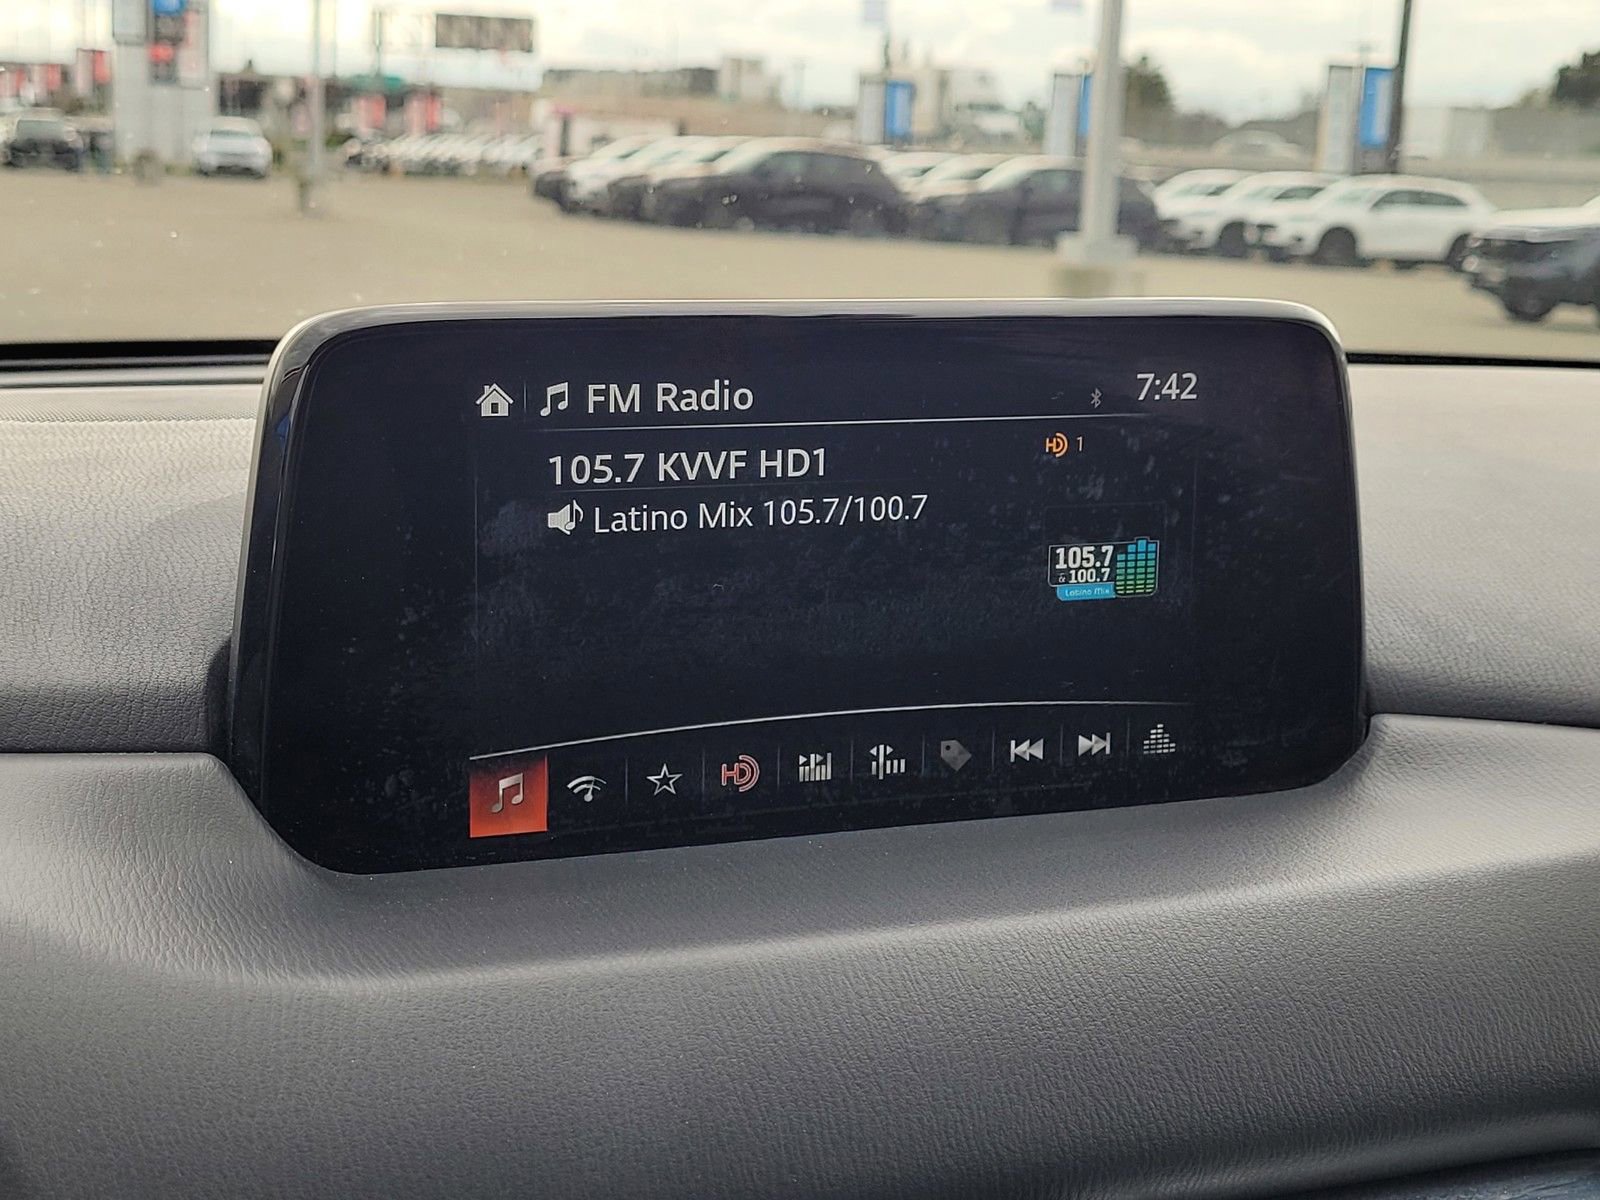 FM Radio
7:42
HD 1
105.7 KVVF HD1
Latino Mix 105.7/100.7
105.7
& 100.7
Latino Mix
HD